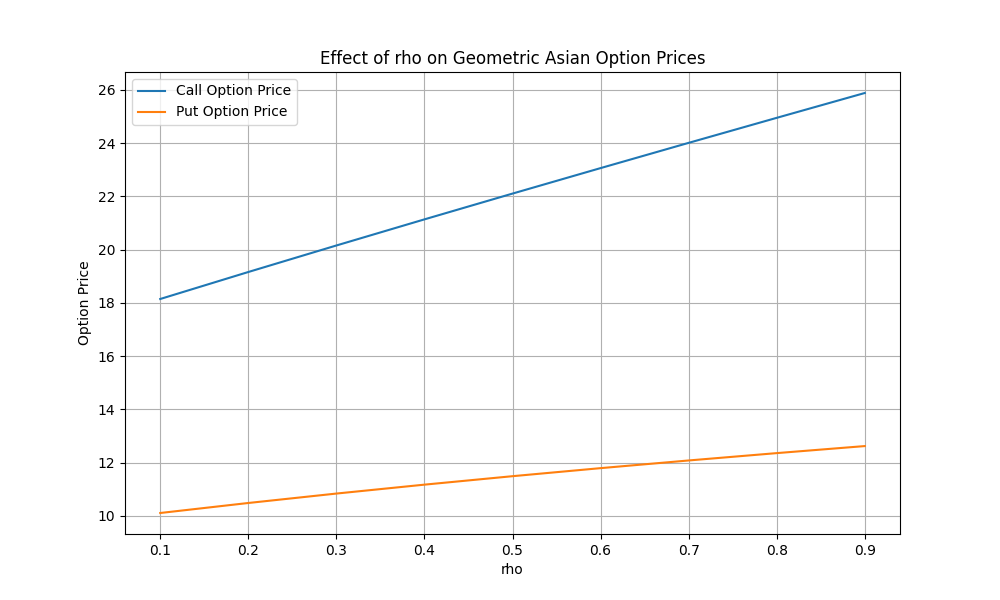 Effect of rho on Geometric Asian Option Prices
Call Option Price
Put Option Price
Option Price
26
24
22
20
18
16
14
12
10
0.1 0.2 0.3 0.4 0.5 0.6 0.7 0.8 0.9
rho